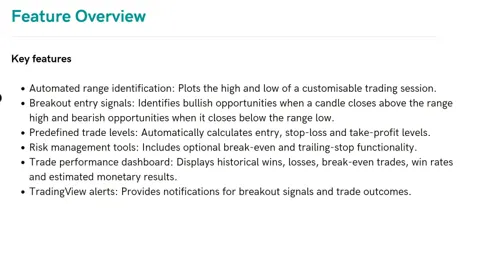 Feature Overview
Key features
• Automated range identification: Plots the high and low of a customisable trading session.
• Breakout entry signals: Identifies bullish opportunities when a candle closes above the range
high and bearish opportunities when it closes below the range low.
• Predefined trade levels: Automatically calculates entry, stop-loss and take-profit levels.
• Risk management tools: Includes optional break-even and trailing-stop functionality.
• Trade performance dashboard: Displays historical wins, losses, break-even trades, win rates
and estimated monetary results.
• TradingView alerts: Provides notifications for breakout signals and trade outcomes.